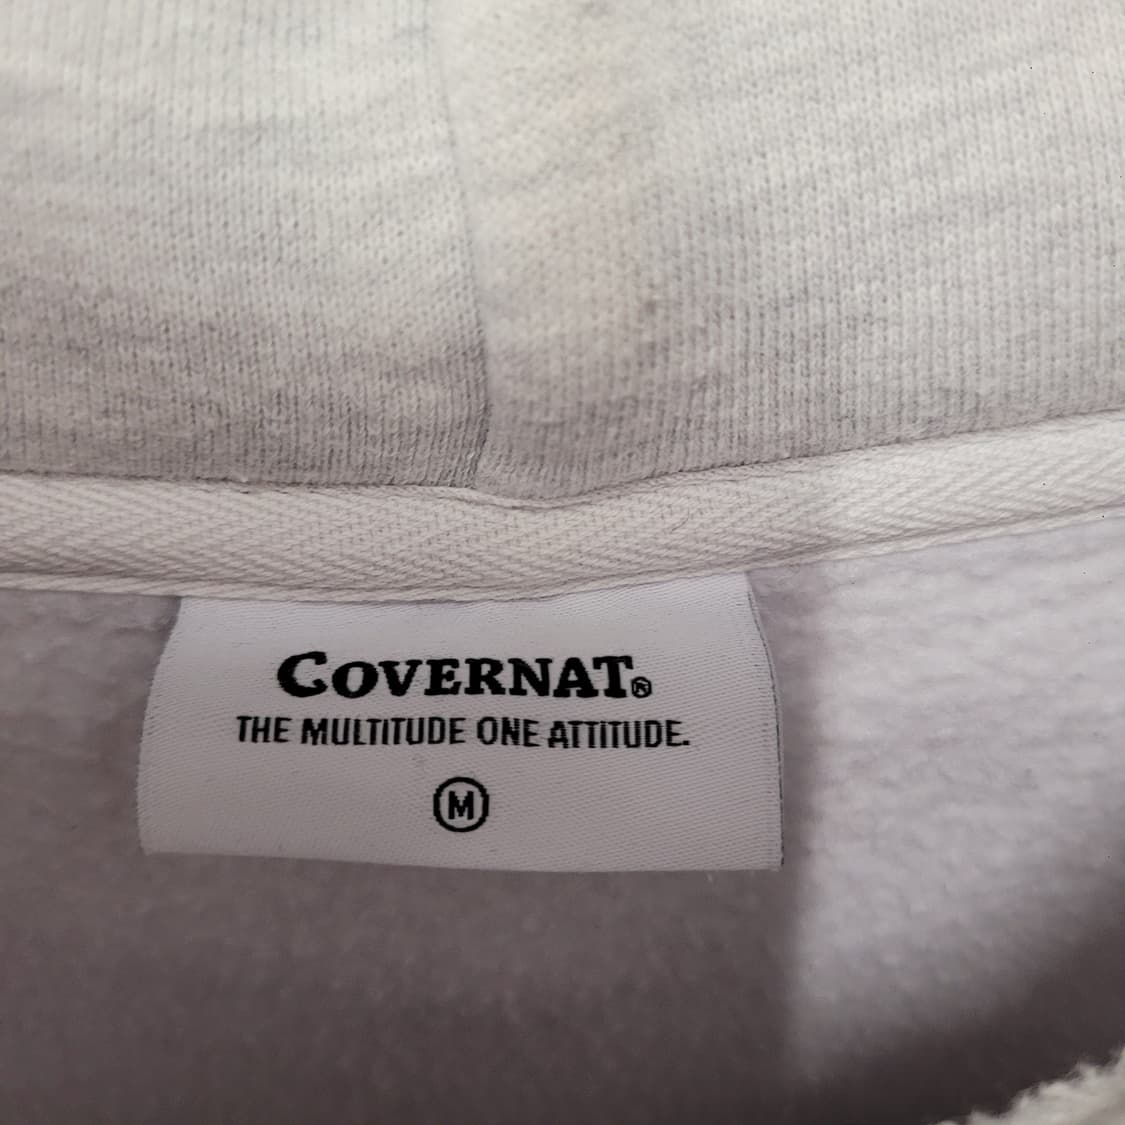 COVERNAT®
THE MULTITUDE ONE ATTITUDE.
M